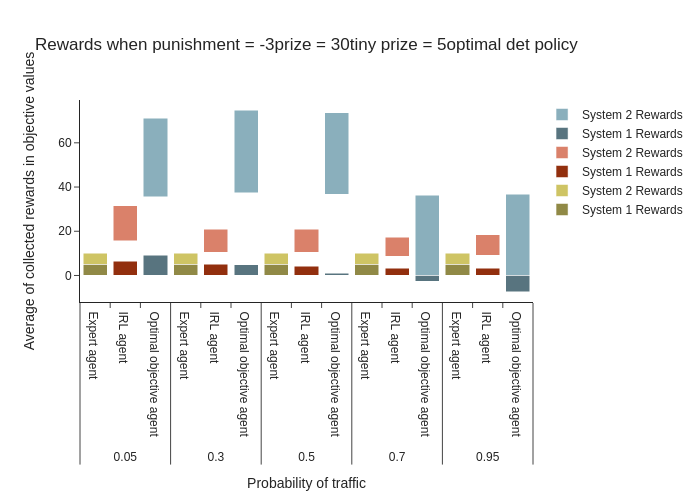 Rewards when punishment = -3prize = 30tiny prize = 5optimal det policy
Average of collected rewards in objective values
60
40
20
0
System 2 Rewards
System 1 Rewards
System 2 Rewards
System 1 Rewards
System 2 Rewards
System 1 Rewards
Expert agent
IRL agent
Optimal objective agent
Expert agent
IRL agent
Optimal objective agent
Expert agent
IRL agent
Optimal objective agent
Expert agent
IRL agent
Optimal objective agent
Expert agent
IRL agent
Optimal objective agent
0.05
0.3
0.5
0.7
0.95
Probability of traffic